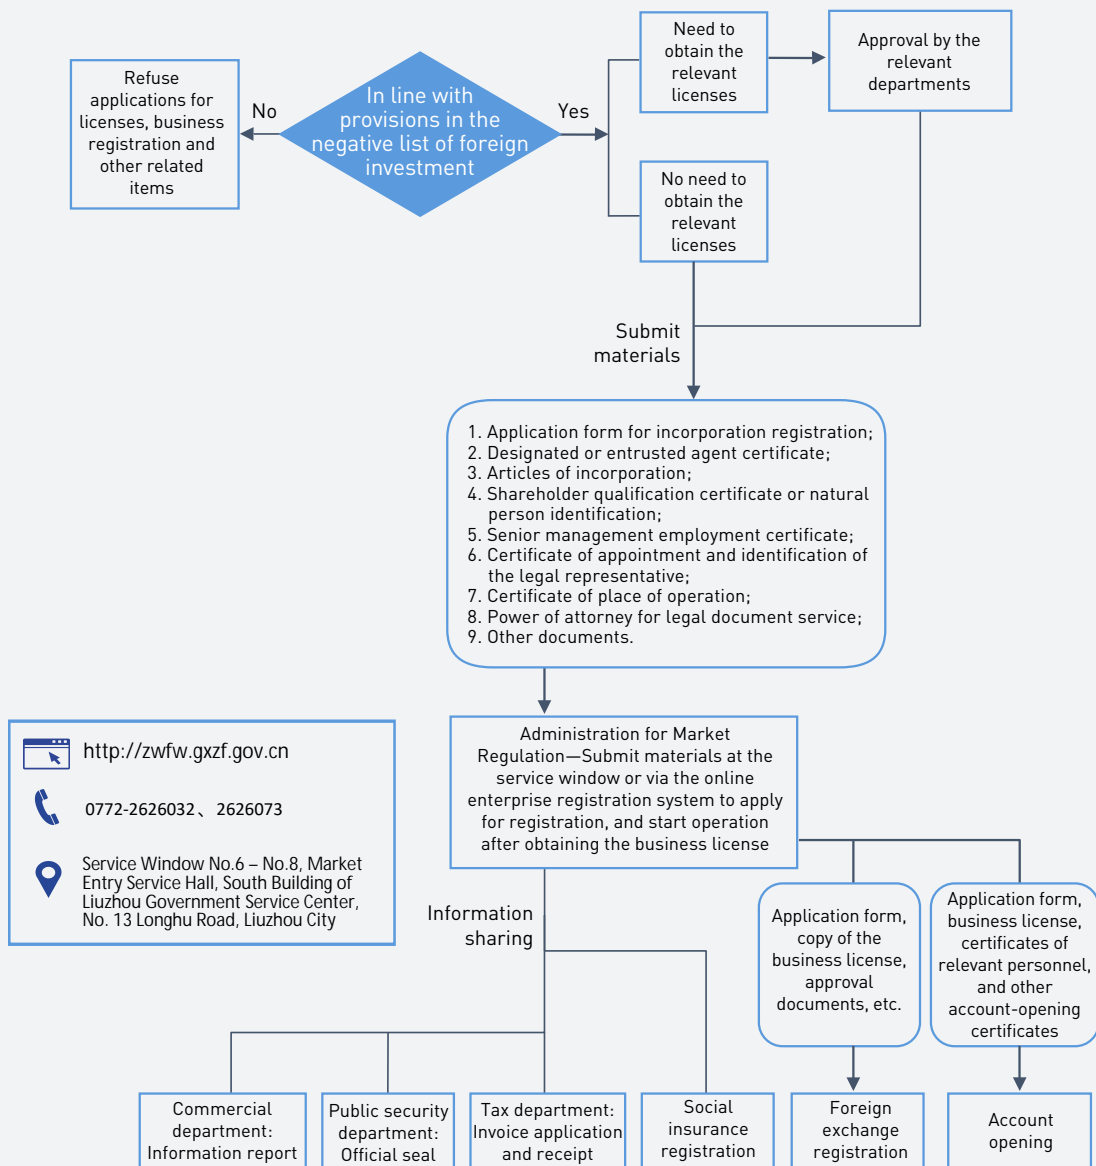 Need to
obtain the
relevant
licenses
Approval by the
relevant
departments
Refuse
applications for
licenses, business
registration and
other related
items
No
In line with
provisions in the
negative list of foreign
investment
Yes
No need to
obtain the
relevant
licenses
Submit
materials
1. Application form for incorporation registration;
2. Designated or entrusted agent certificate;
3. Articles of incorporation;
4. Shareholder qualification certificate or natural
person identification;
5. Senior management employment certificate;
6. Certificate of appointment and identification of
the legal representative;
7. Certificate of place of operation;
8. Power of attorney for legal document service;
9. Other documents.
Administration for Market
Regulation—Submit materials at the
service window or via the online
enterprise registration system to apply
for registration, and start operation
after obtaining the business license
http://zwfw.gxzf.gov.cn
0772-2626032、2626073
Service Window No.6 – No.8, Market
Entry Service Hall, South Building of
Liuzhou Government Service Center,
No. 13 Longhu Road, Liuzhou City
Information
sharing
Application form,
copy of the
business license,
approval
documents, etc.
Application form,
business license,
certificates of
relevant personnel,
and other
account-opening
certificates
Commercial
department:
Information report
Public security
department:
Official seal
Tax department:
Invoice application
and receipt
Social
insurance
registration
Foreign
exchange
registration
Account
opening